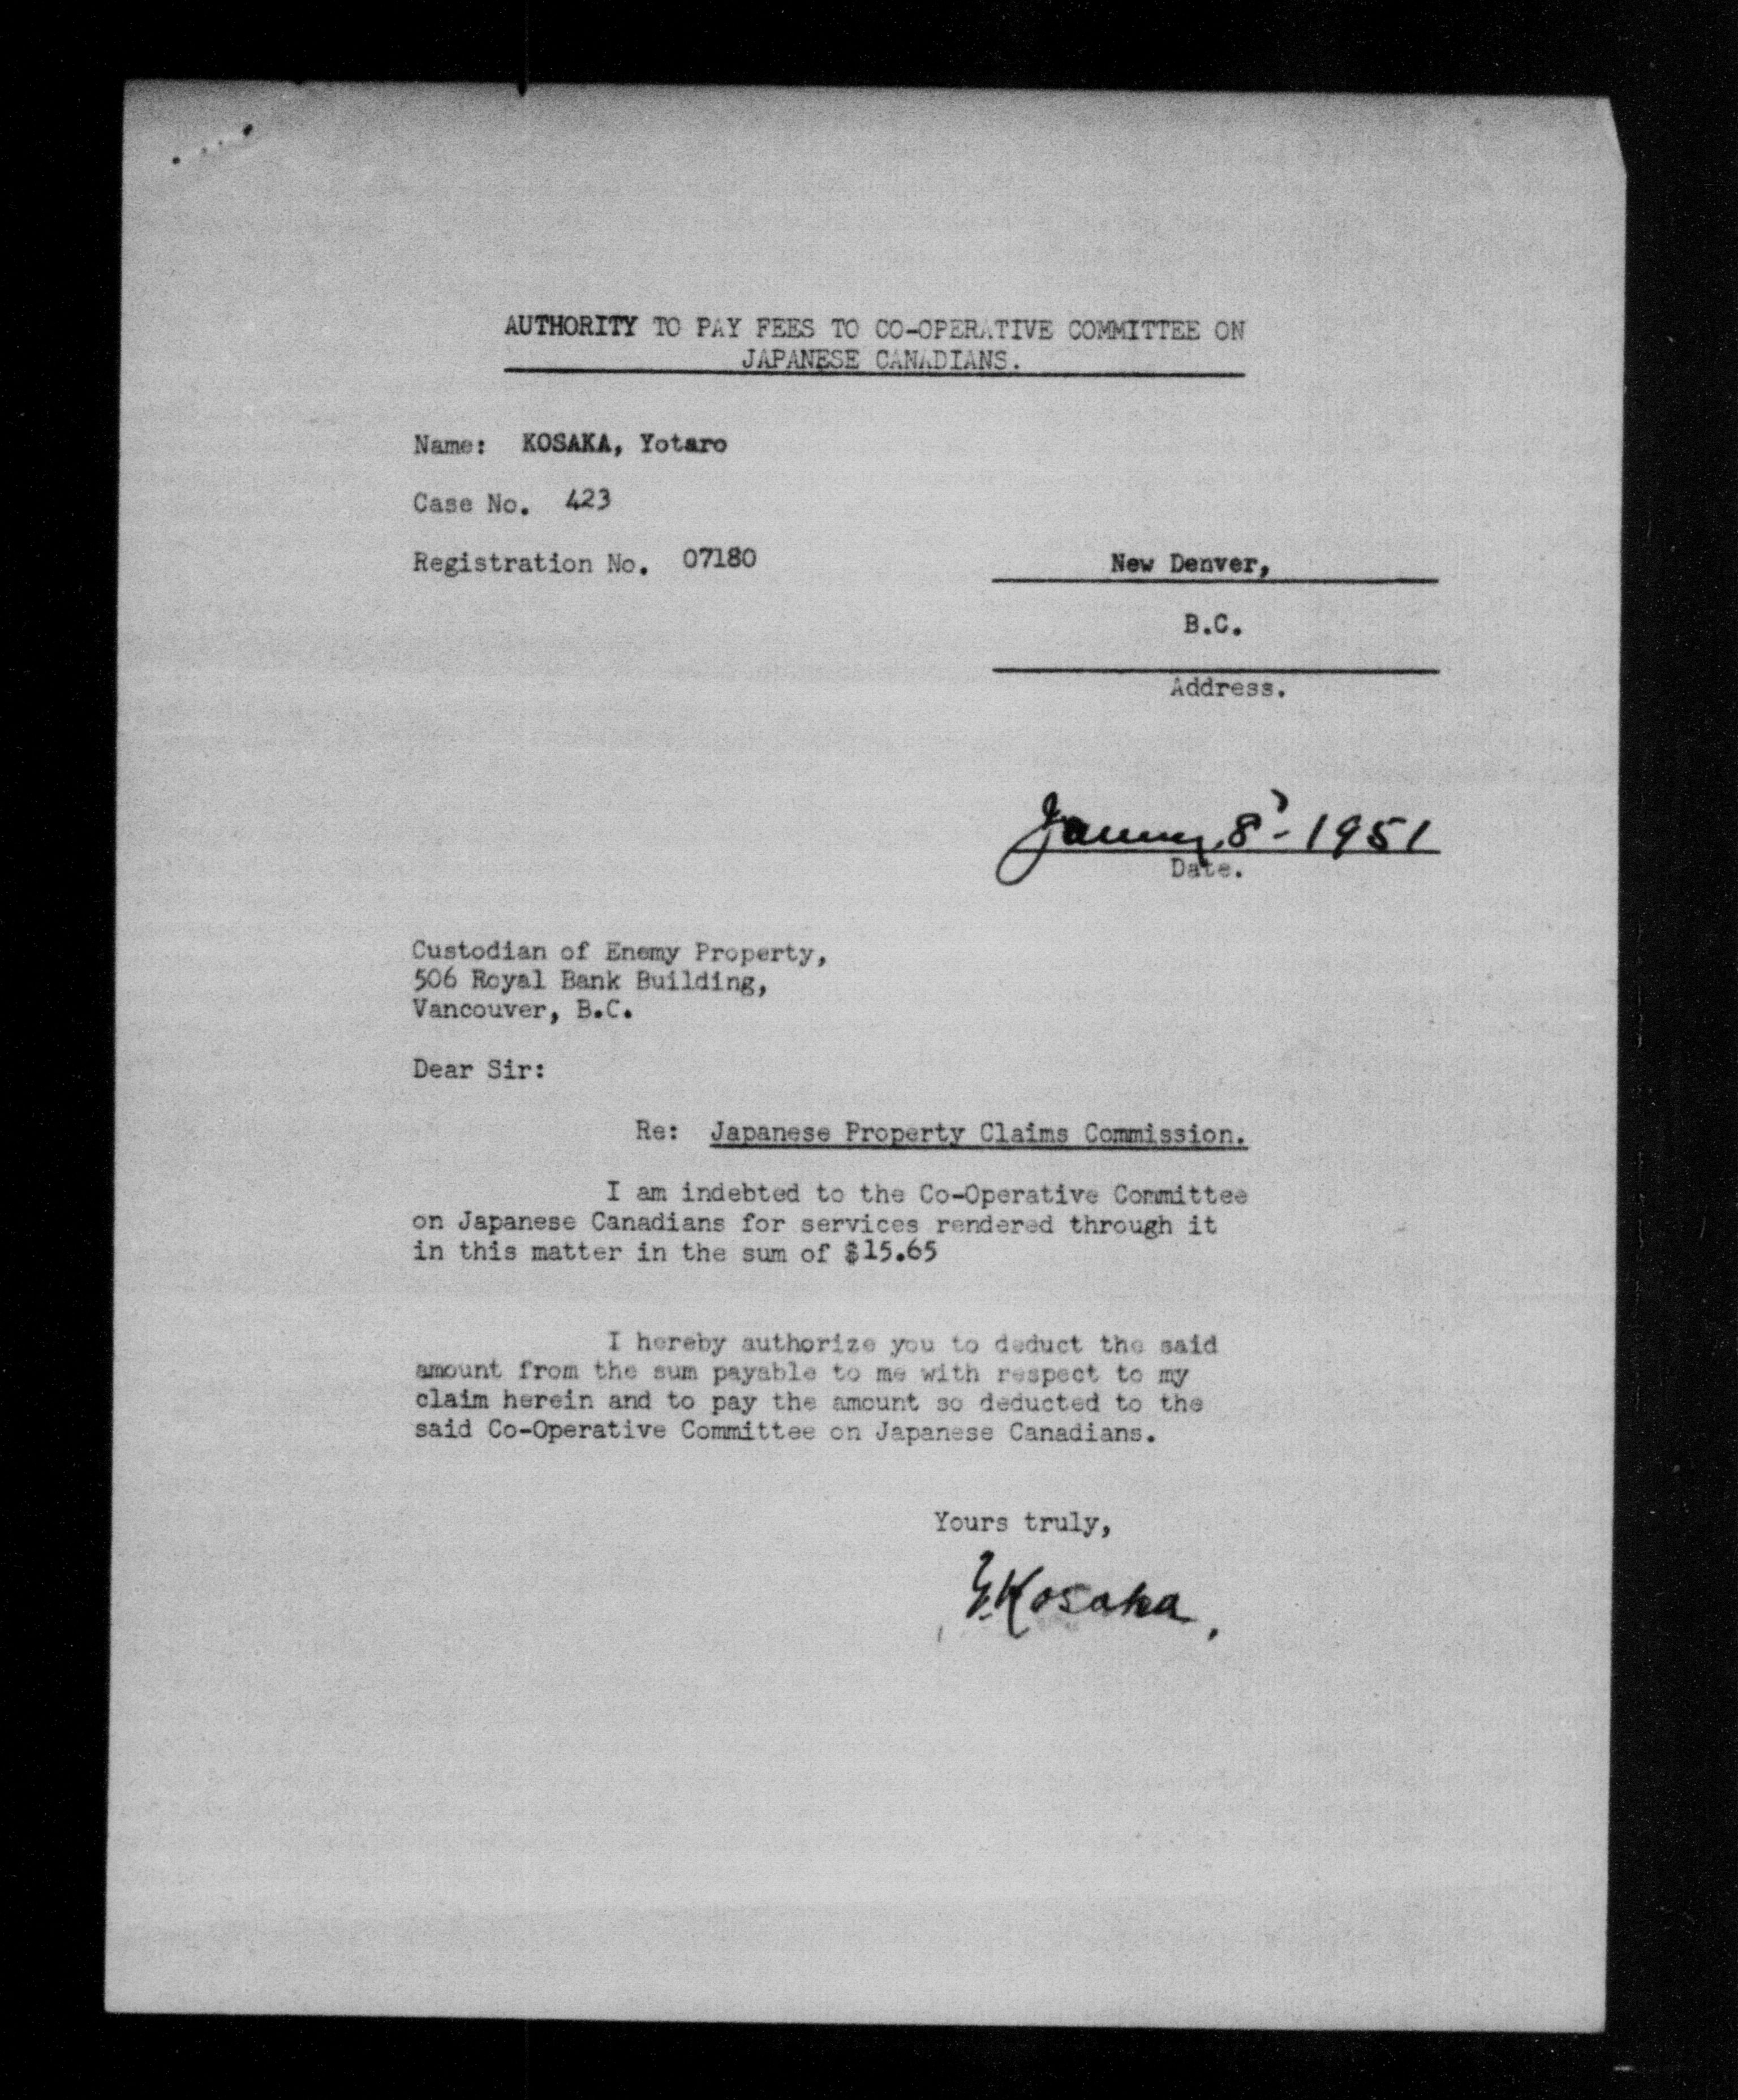 AUTHORITY TO PAY FEES TO CO-OPERATIVE COMMITTEE ON
JAPANESE CANADIANS.
Name: KOSAKA, Yotaro
Case No. 423
Registration No. 07180
New Denver,
B.C.
Address.
January 8 - 1951
Date.
Custodian of Enemy Property,
506 Royal Bank Building,
Vancouver, B.C.
Dear Sir:
Re: Japanese Property Claims Commission.
I am indebted to the Co-Operative Committee
on Japanese Canadians for services rendered through it
in this matter in the sum of $15.65
I hereby authorize you to deduct the said
amount from the sum payable to me with respect to my
claim herein and to pay the amount so deducted to the
said Co-Operative Committee on Japanese Canadians.
Yours truly,
Y. Kosaka